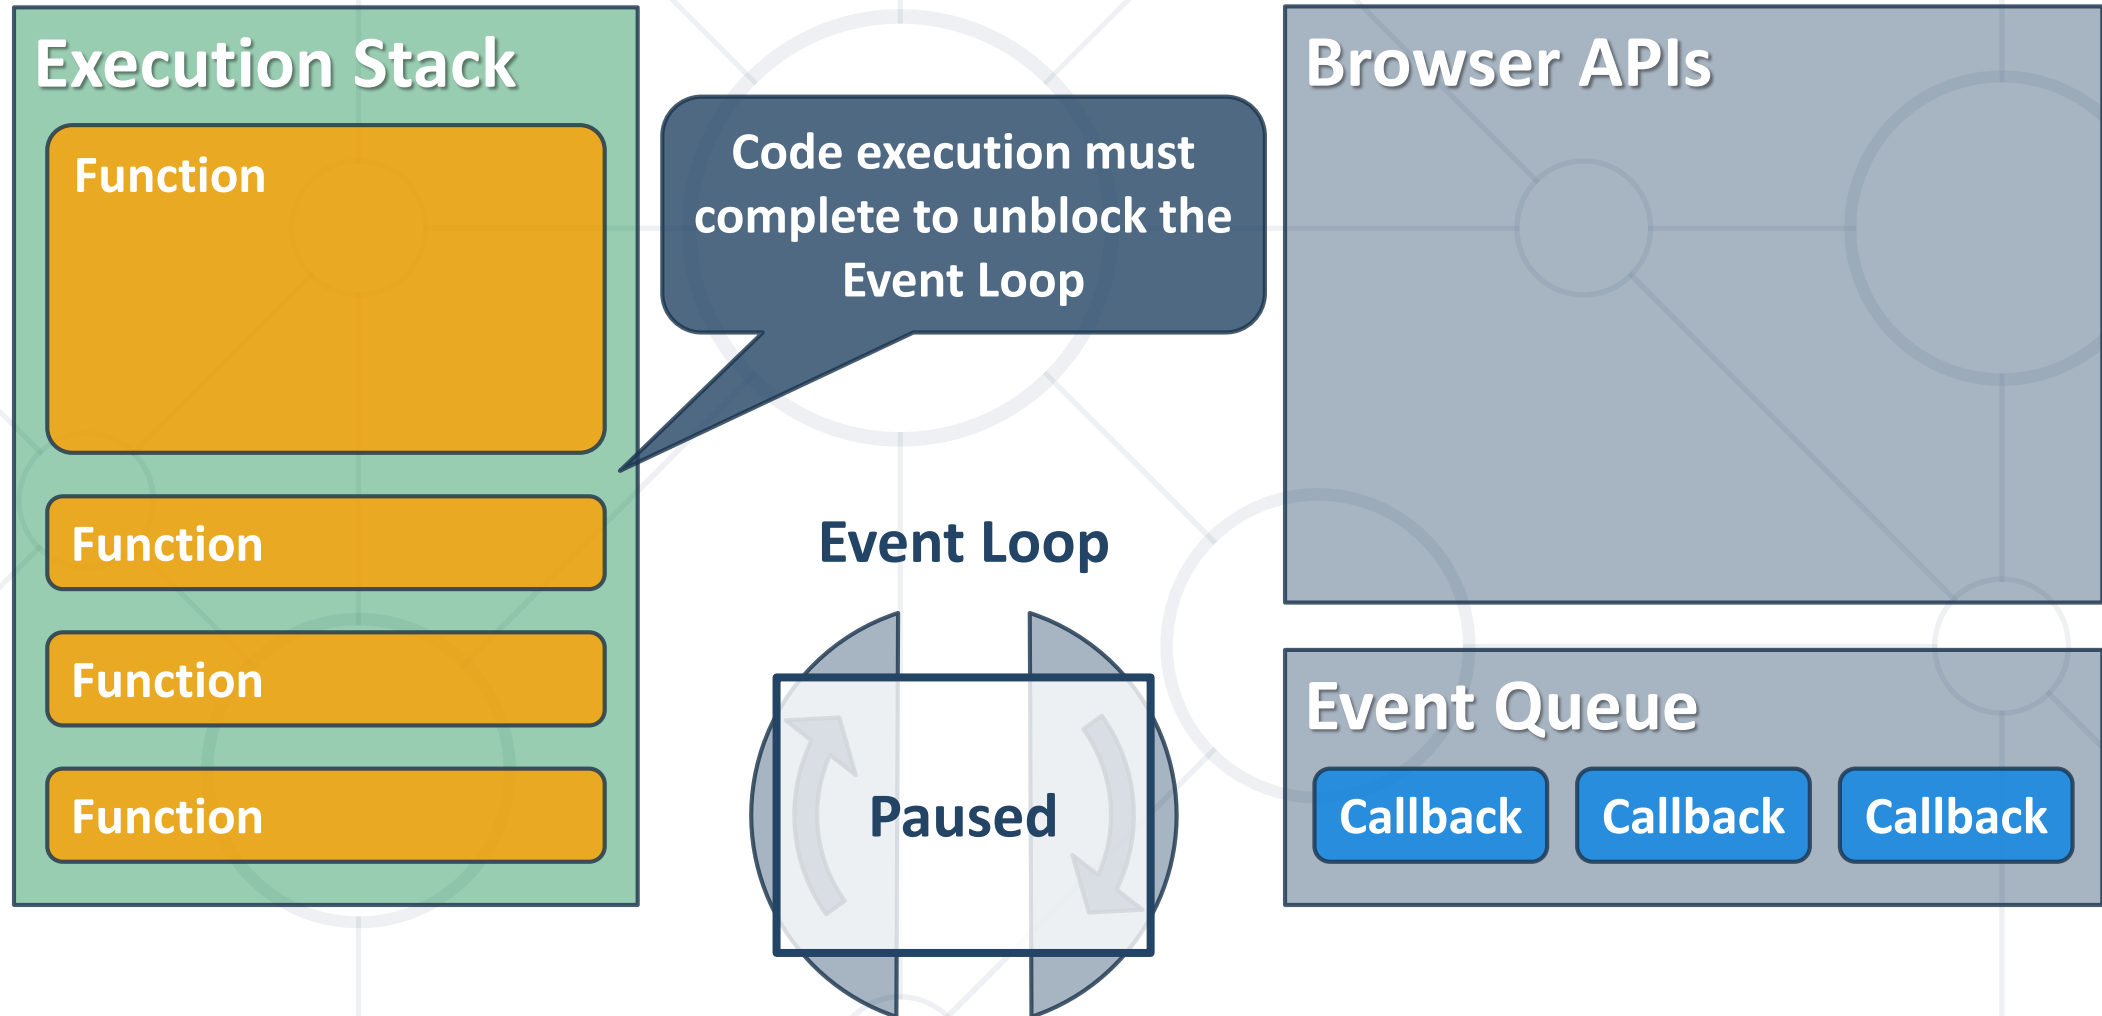 Execution Stack
Function
Function
Function
Function
Code execution must
complete to unblock the
Event Loop
Event Loop
Paused
Browser APIs
Event Queue
Callback Callback Callback